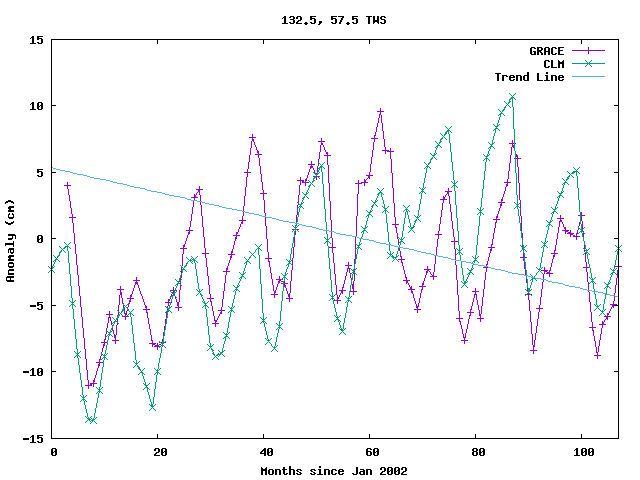 132.5, 57.5 TWS
GRACE
CLM
Trend Line
15
10
5
0
-5
-10
-15
Anomaly (cm)
0 20 40 60 80 100
Months since Jan 2002